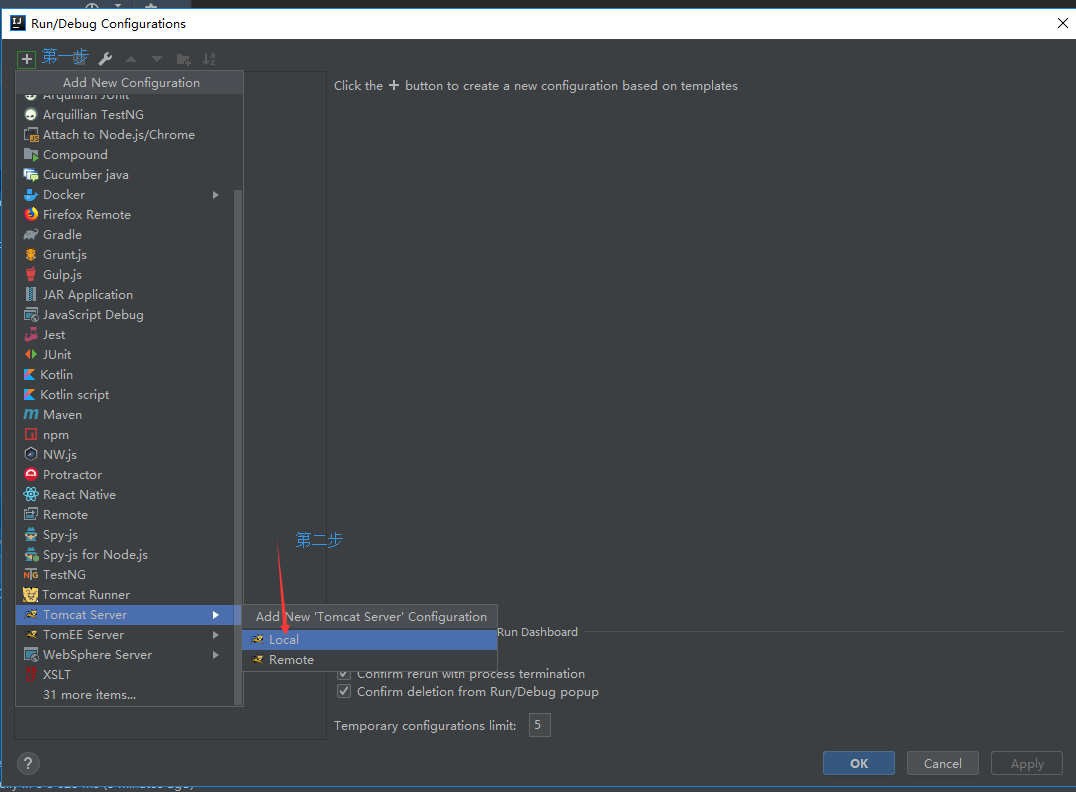 Run/Debug Configurations
第一步
Add New Configuration
Arquillian JUnit
Arquillian TestNG
Attach to Node.js/Chrome
Compound
Cucumber java
Docker
Firefox Remote
Gradle
Grunt.js
Gulp.js
JAR Application
JavaScript Debug
Jest
JUnit
Kotlin
Kotlin script
Maven
npm
NW.js
Protractor
React Native
Remote
Spy-js
Spy-js for Node.js
TestNG
Tomcat Runner
Tomcat Server
TomEE Server
WebSphere Server
XSLT
31 more items...
Click the + button to create a new configuration based on templates
第二步
Add New 'Tomcat Server' Configuration
Local
Remote
Run Dashboard
Confirm rerun with process termination
Confirm deletion from Run/Debug popup
Temporary configurations limit: 5
? OK Cancel Apply